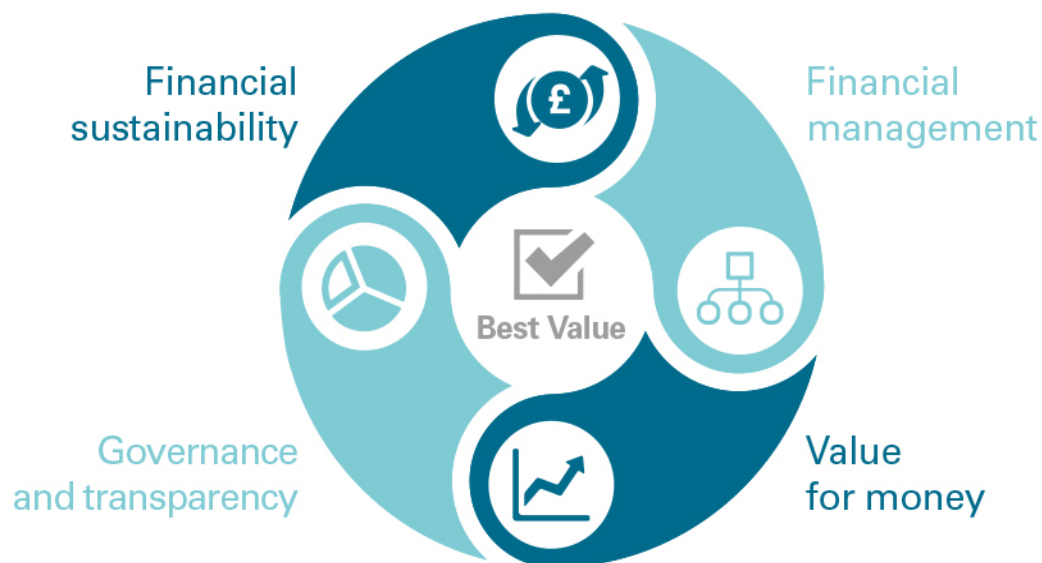 Financial
sustainability
£
Financial
management
Best Value
Governance
and transparency
Value
for money